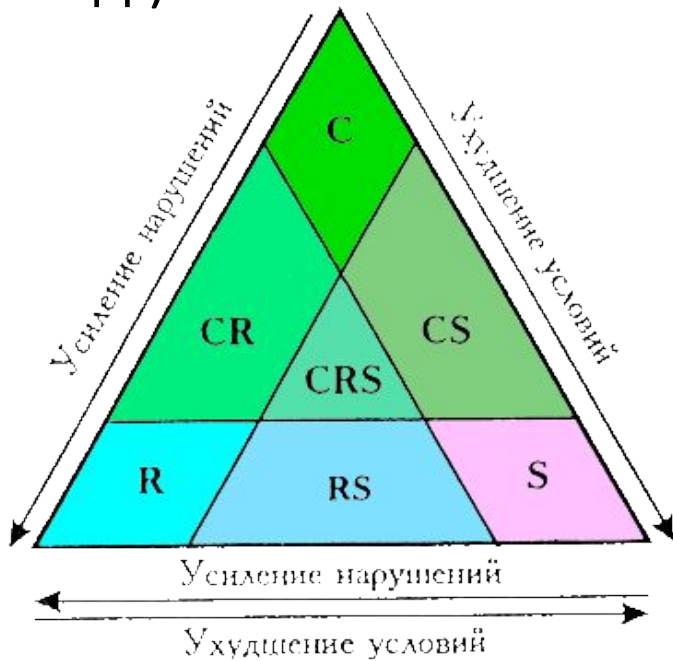 C
Усиление нарушений
Ухудшение условий
CR
CS
CRS
R
RS
S
Усиление нарушений
Ухудшение условий